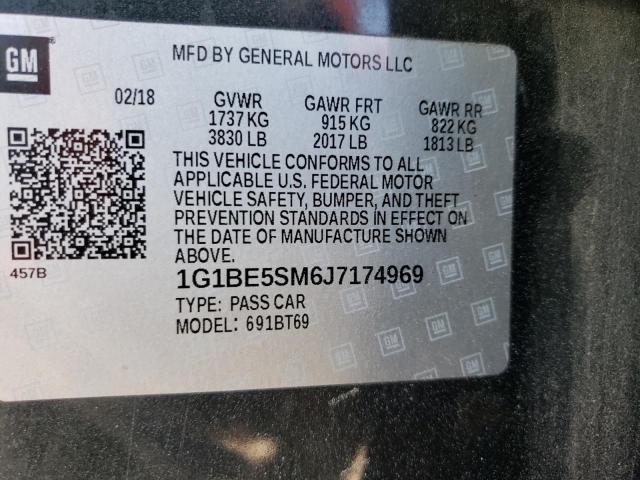 GM
MFD BY GENERAL MOTORS LLC
02/18 GVWR GAWR FRT GAWR RR
1737 KG 915 KG 822 KG
3830 LB 2017 LB 1813 LB
THIS VEHICLE CONFORMS TO ALL
APPLICABLE U.S. FEDERAL MOTOR
VEHICLE SAFETY, BUMPER, AND THEFT
PREVENTION STANDARDS IN EFFECT ON
THE DATE OF MANUFACTURE SHOWN
ABOVE.
457B
1G1BE5SM6J7174969
TYPE: PASS CAR
MODEL: 691BT69